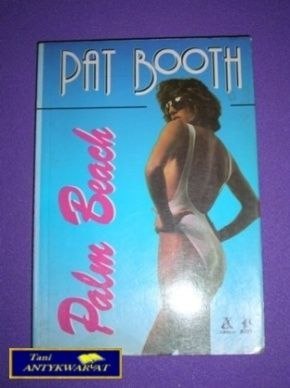 PAT BOOTH
Palm Beach
Tani
ANTYKWARIAT